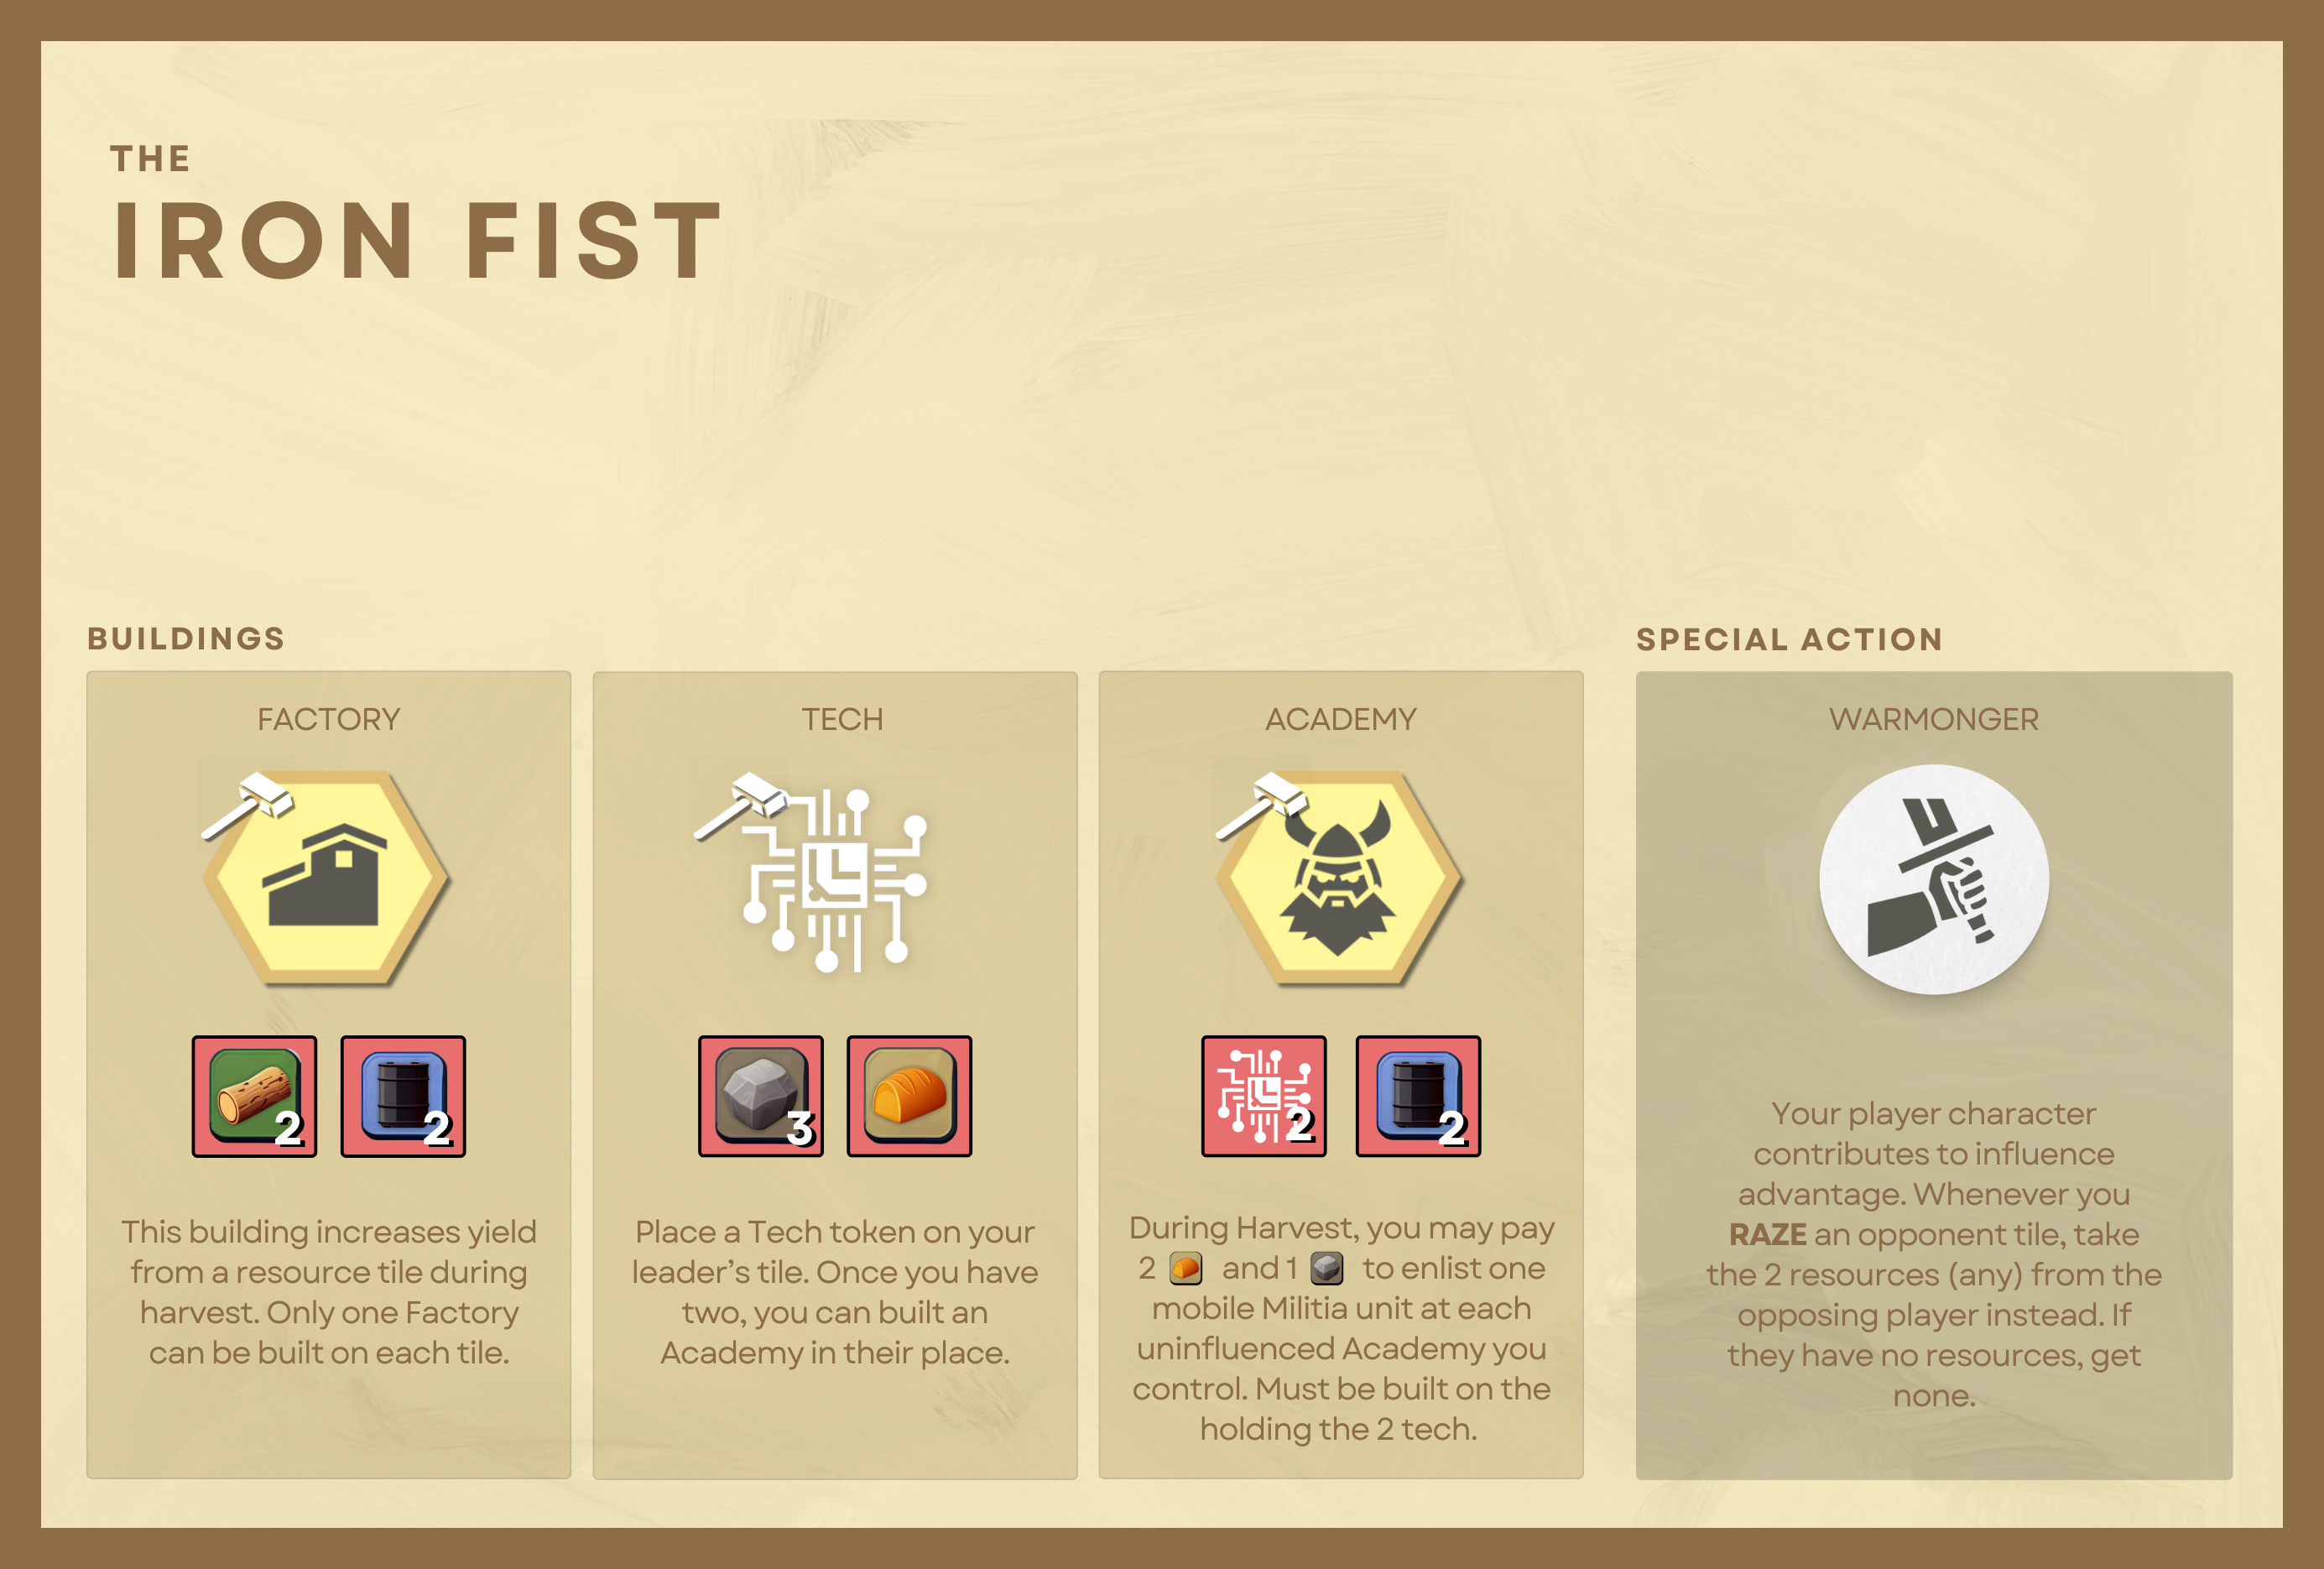 THE
IRON FIST
BUILDINGS
SPECIAL ACTION
FACTORY
2
2
This building increases yield
from a resource tile during
harvest. Only one Factory
can be built on each tile.
TECH
3
Place a Tech token on your
leader's tile. Once you have
two, you can built an
Academy in their place.
ACADEMY
2
2
During Harvest, you may pay
2 and 1 to enlist one
mobile Militia unit at each
uninfluenced Academy you
control. Must be built on the
holding the 2 tech.
WARMONGER
Your player character
contributes to influence
advantage. Whenever you
RAZE an opponent tile, take
the 2 resources (any) from the
opposing player instead. If
they have no resources, get
none.